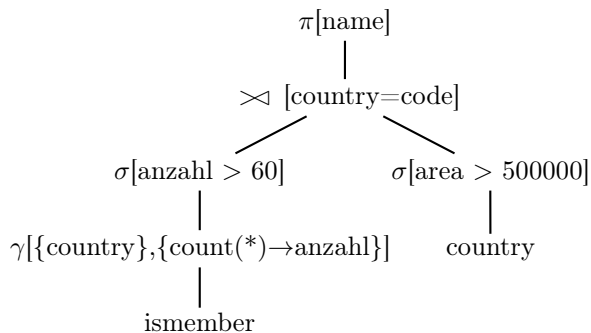 π[name]
⋊ [country=code]
σ[anzahl > 60] σ[area > 500000]
γ[{country},{count(*)→anzahl}] country
ismember